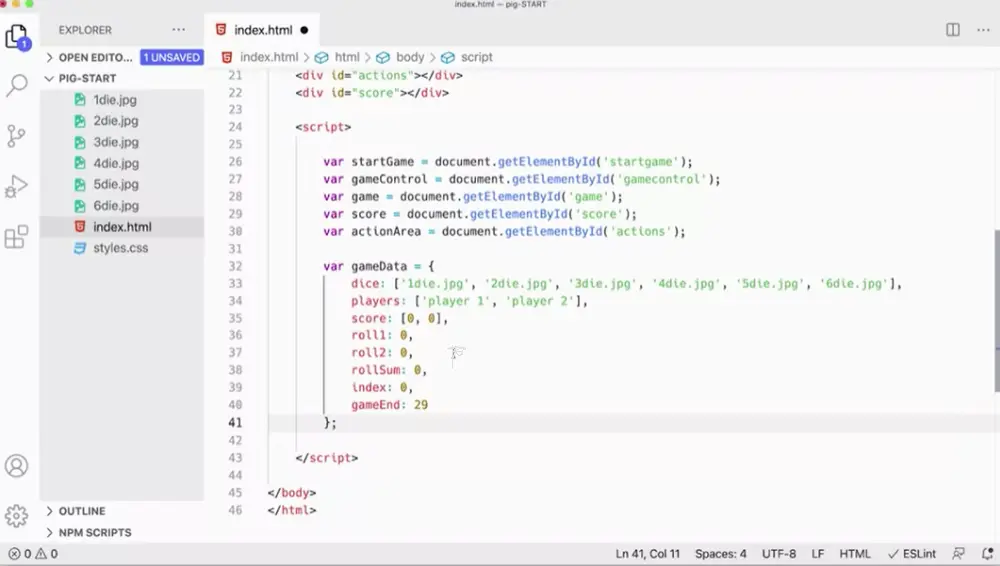 index.html — pig-START
1
EXPLORER ···
index.html
OPEN EDITO... 1 UNSAVED
index.html > html > body > script
PIG-START
1die.jpg
2die.jpg
3die.jpg
4die.jpg
5die.jpg
6die.jpg
index.html
styles.css
21 <div id="actions"></div>
22 <div id="score"></div>
23
24 <script>
25
26 var startGame = document.getElementById('startgame');
27 var gameControl = document.getElementById('gamecontrol');
28 var game = document.getElementById('game');
29 var score = document.getElementById('score');
30 var actionArea = document.getElementById('actions');
31
32 var gameData = {
33 dice: ['1die.jpg', '2die.jpg', '3die.jpg', '4die.jpg', '5die.jpg', '6die.jpg'],
34 players: ['player 1', 'player 2'],
35 score: [0, 0],
36 roll1: 0,
37 roll2: 0,
38 rollSum: 0,
39 index: 0,
40 gameEnd: 29
41 };
42
43 </script>
44
45 </body>
46 </html>
OUTLINE
NPM SCRIPTS
0 0 Ln 41, Col 11 Spaces: 4 UTF-8 LF HTML ESLint